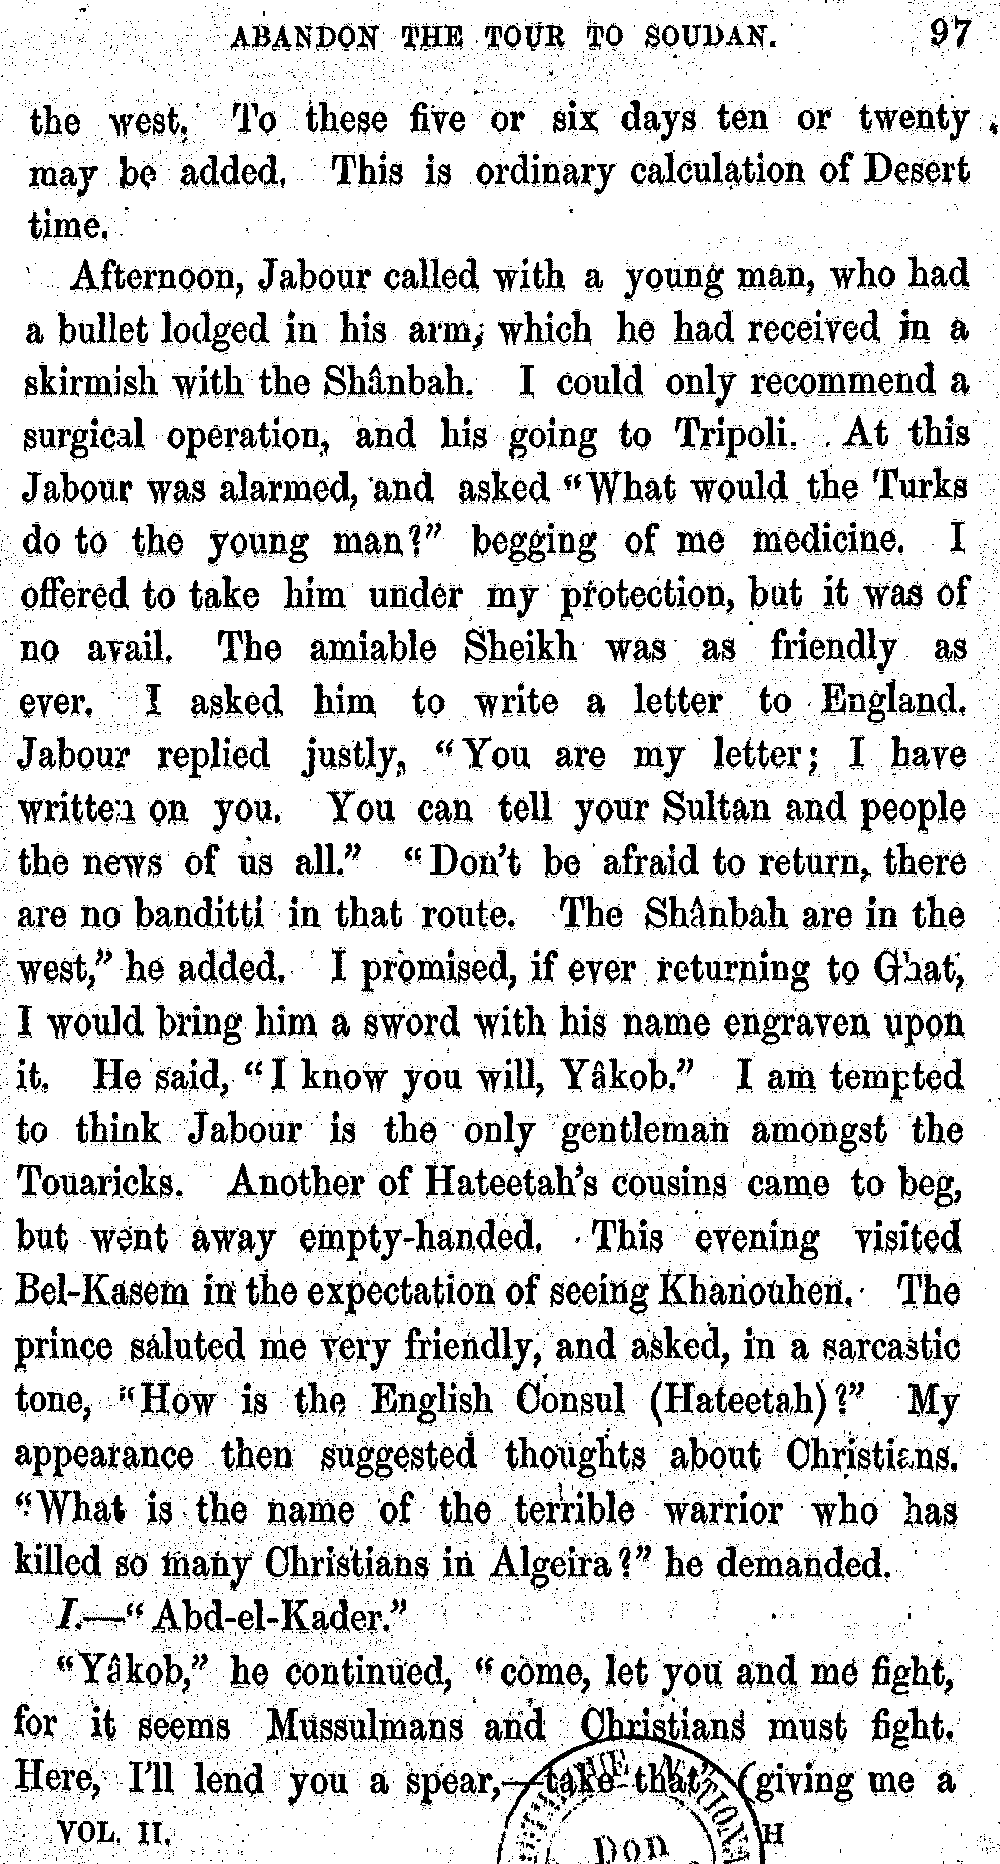 ABANDON THE TOUR TO SOUDAN. 97
the west. To these five or six days ten or twenty
may be added. This is ordinary calculation of Desert
time.
Afternoon, Jabour called with a young man, who had
a bullet lodged in his arm, which he had received in a
skirmish with the Shânbah. I could only recommend a
surgical operation, and his going to Tripoli. At this
Jabour was alarmed, and asked "What would the Turks
do to the young man?" begging of me medicine. I
offered to take him under my protection, but it was of
no avail. The amiable Sheikh was as friendly as
ever. I asked him to write a letter to England.
Jabour replied justly, "You are my letter; I have
written on you. You can tell your Sultan and people
the news of us all." "Don't be afraid to return, there
are no banditti in that route. The Shânbah are in the
west," he added. I promised, if ever returning to Ghat,
I would bring him a sword with his name engraven upon
it. He said, "I know you will, Yâkob." I am tempted
to think Jabour is the only gentleman amongst the
Touaricks. Another of Hateetah's cousins came to beg,
but went away empty-handed. This evening visited
Bel-Kasem in the expectation of seeing Khanouhen. The
prince saluted me very friendly, and asked, in a sarcastic
tone, "How is the English Consul (Hateetah)?" My
appearance then suggested thoughts about Christians.
"What is the name of the terrible warrior who has
killed so many Christians in Algeira?" he demanded.
I.—"Abd-el-Kader."
"Yâkob," he continued, "come, let you and me fight,
for it seems Mussulmans and Christians must fight.
Here, I'll lend you a spear,—take that" (giving me a
VOL. II. H
Don